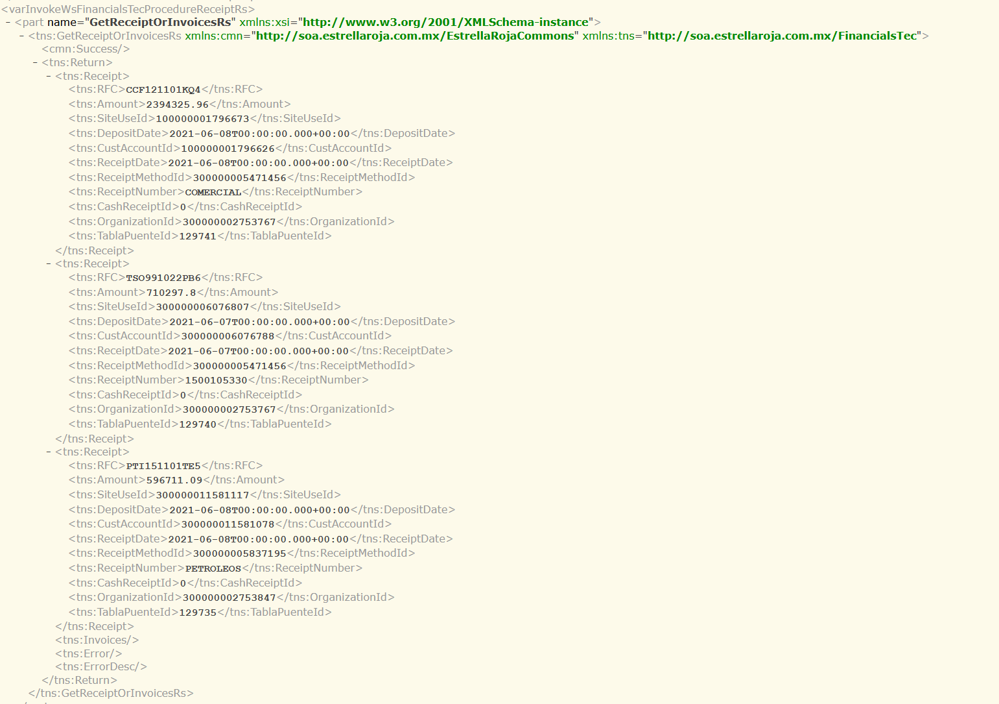 <varInvokeWsFinancialsTecProcedureReceiptRs>
- <part name="GetReceiptOrInvoicesRs" xmlns:xsi="http://www.w3.org/2001/XMLSchema-instance">
- <tns:GetReceiptOrInvoicesRs xmlns:cmn="http://soa.estrellaroja.com.mx/EstrellaRojaCommons" xmlns:tns="http://soa.estrellaroja.com.mx/FinancialsTec">
<cmn:Success/>
- <tns:Return>
- <tns:Receipt>
<tns:RFC>CCF121101KQ4</tns:RFC>
<tns:Amount>2394325.96</tns:Amount>
<tns:SiteUseId>100000001796673</tns:SiteUseId>
<tns:DepositDate>2021-06-08T00:00:00.000+00:00</tns:DepositDate>
<tns:CustAccountId>100000001796626</tns:CustAccountId>
<tns:ReceiptDate>2021-06-08T00:00:00.000+00:00</tns:ReceiptDate>
<tns:ReceiptMethodId>300000005471456</tns:ReceiptMethodId>
<tns:ReceiptNumber>COMERCIAL</tns:ReceiptNumber>
<tns:CashReceiptId>0</tns:CashReceiptId>
<tns:OrganizationId>300000002753767</tns:OrganizationId>
<tns:TablaPuenteId>129741</tns:TablaPuenteId>
</tns:Receipt>
- <tns:Receipt>
<tns:RFC>TSO991022PB6</tns:RFC>
<tns:Amount>710297.8</tns:Amount>
<tns:SiteUseId>300000006076807</tns:SiteUseId>
<tns:DepositDate>2021-06-07T00:00:00.000+00:00</tns:DepositDate>
<tns:CustAccountId>300000006076788</tns:CustAccountId>
<tns:ReceiptDate>2021-06-07T00:00:00.000+00:00</tns:ReceiptDate>
<tns:ReceiptMethodId>300000005471456</tns:ReceiptMethodId>
<tns:ReceiptNumber>1500105330</tns:ReceiptNumber>
<tns:CashReceiptId>0</tns:CashReceiptId>
<tns:OrganizationId>300000002753767</tns:OrganizationId>
<tns:TablaPuenteId>129740</tns:TablaPuenteId>
</tns:Receipt>
- <tns:Receipt>
<tns:RFC>PTI151101TE5</tns:RFC>
<tns:Amount>596711.09</tns:Amount>
<tns:SiteUseId>300000011581117</tns:SiteUseId>
<tns:DepositDate>2021-06-08T00:00:00.000+00:00</tns:DepositDate>
<tns:CustAccountId>300000011581078</tns:CustAccountId>
<tns:ReceiptDate>2021-06-08T00:00:00.000+00:00</tns:ReceiptDate>
<tns:ReceiptMethodId>300000005837195</tns:ReceiptMethodId>
<tns:ReceiptNumber>PETROLEOS</tns:ReceiptNumber>
<tns:CashReceiptId>0</tns:CashReceiptId>
<tns:OrganizationId>300000002753847</tns:OrganizationId>
<tns:TablaPuenteId>129735</tns:TablaPuenteId>
</tns:Receipt>
<tns:Invoices/>
<tns:Error/>
<tns:ErrorDesc/>
</tns:Return>
</tns:GetReceiptOrInvoicesRs>